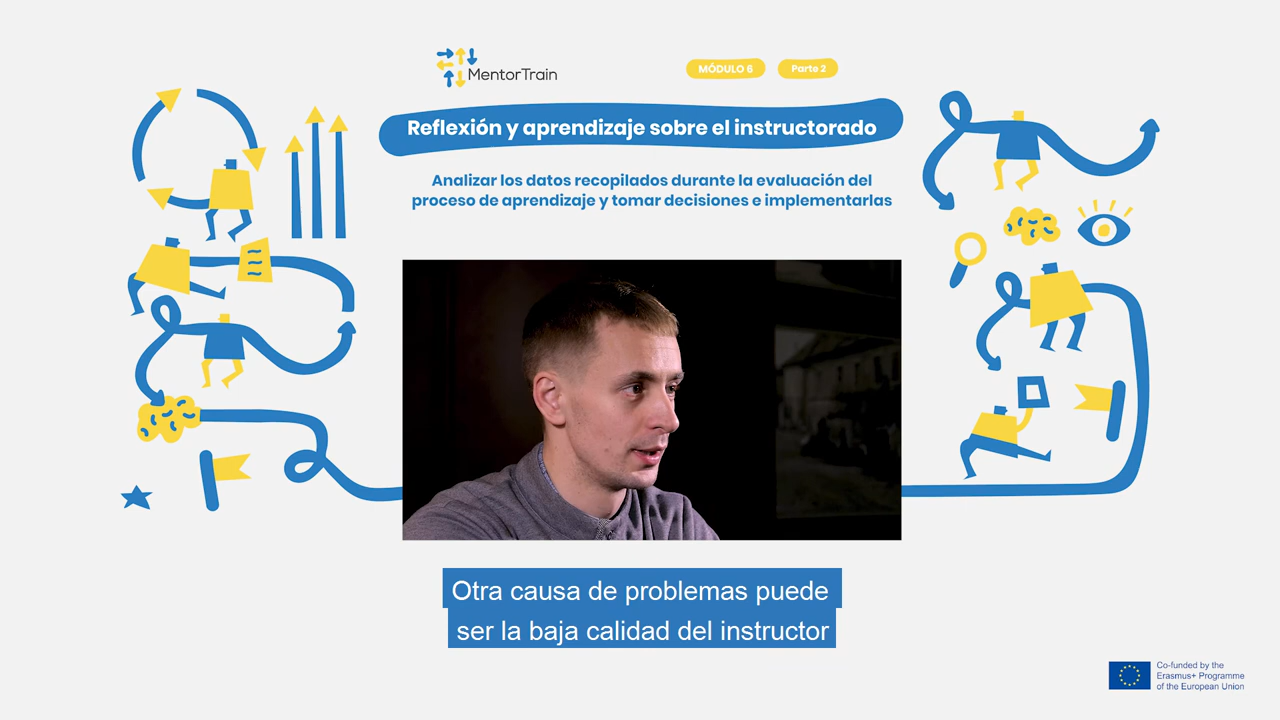 MentorTrain
MÓDULO 6
Parte 2
Reflexión y aprendizaje sobre el instructorado
Analizar los datos recopilados durante la evaluación del
proceso de aprendizaje y tomar decisiones e implementarlas
Otra causa de problemas puede
ser la baja calidad del instructor
Co-funded by the
Erasmus+ Programme
of the European Union